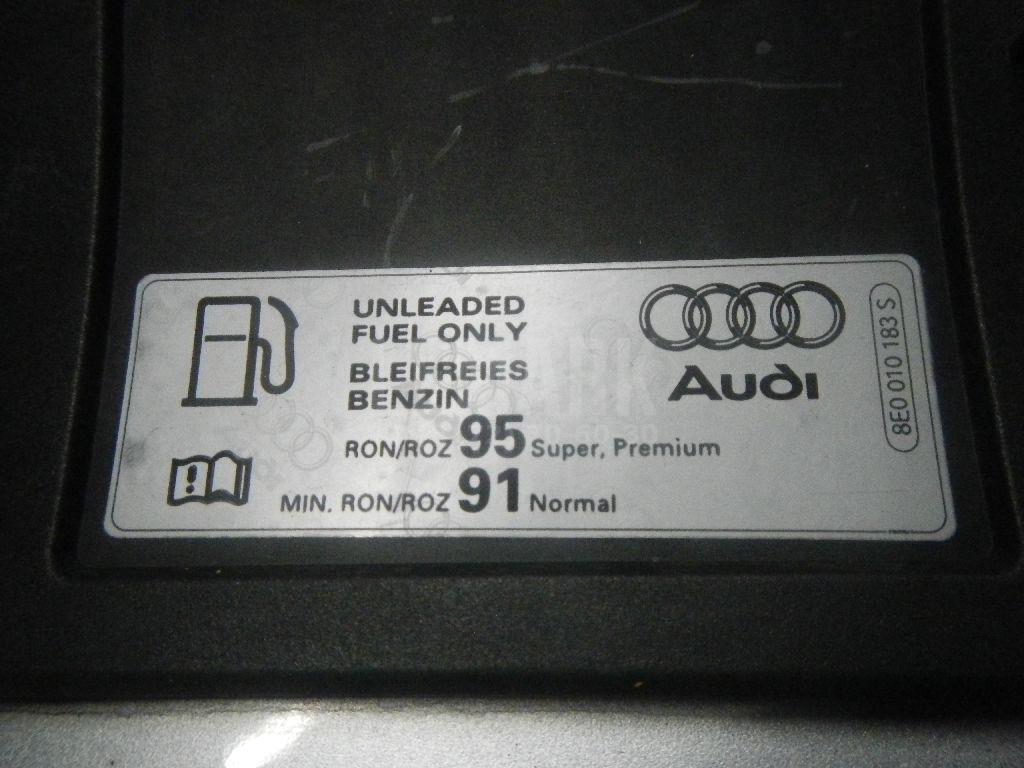 UNLEADED
FUEL ONLY
BLEIFREIES
BENZIN
RON/ROZ 95 Super, Premium
MIN. RON/ROZ 91 Normal
Audi
8E0 010 183 S